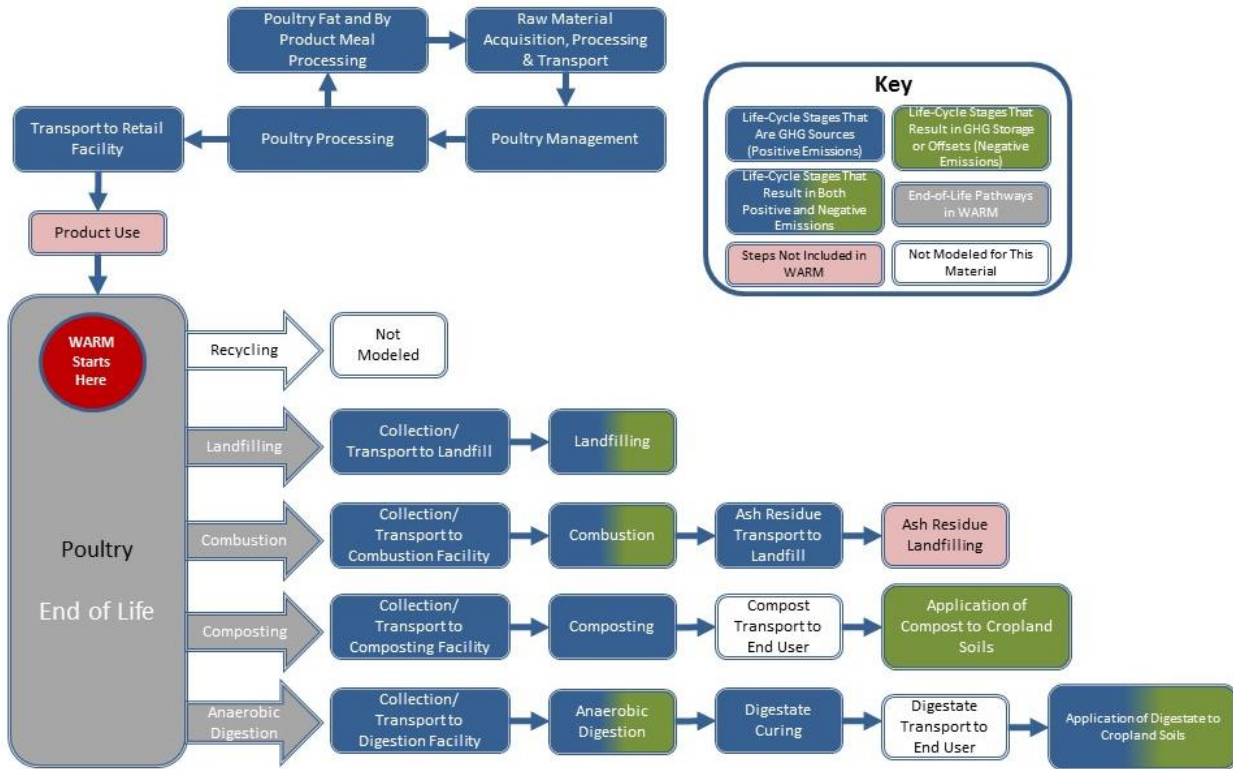 Poultry Fat and By
Product Meal
Processing
Raw Material
Acquisition, Processing
& Transport
Transport to Retail
Facility
Poultry Processing
Poultry Management
Product Use
Key
Life-Cycle Stages That
Are GHG Sources
(Positive Emissions)
Life-Cycle Stages That
Result in GHG Storage
or Offsets (Negative
Emissions)
Life-Cycle Stages That
Result in Both
Positive and Negative
Emissions
End-of-Life Pathways
in WARM
Steps Not Included in
WARM
Not Modeled for This
Material
WARM
Starts
Here
Poultry
End of Life
Recycling
Not
Modeled
Landfilling
Collection/
Transport to Landfill
Landfilling
Combustion
Collection/
Transport to
Combustion Facility
Combustion
Ash Residue
Transport to
Landfill
Ash Residue
Landfilling
Composting
Collection/
Transport to
Composting Facility
Composting
Compost
Transport to
End User
Application of
Compost to Cropland
Soils
Anaerobic
Digestion
Collection/
Transport to
Digestion Facility
Anaerobic
Digestion
Digestate
Curing
Digestate
Transport to
End User
Application of Digestate to
Cropland Soils